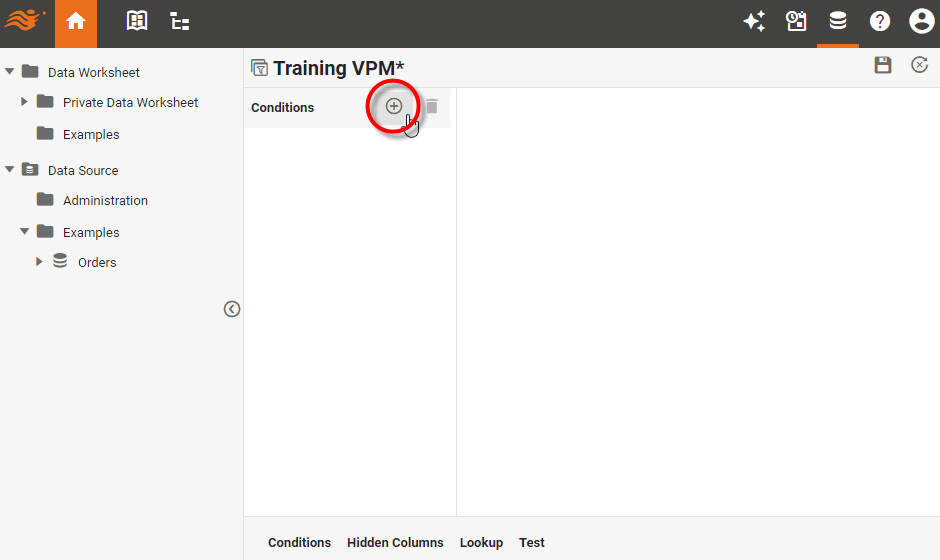 Training VPM*
Data Worksheet
Private Data Worksheet
Examples
Data Source
Administration
Examples
Orders
Conditions
Conditions Hidden Columns Lookup Test